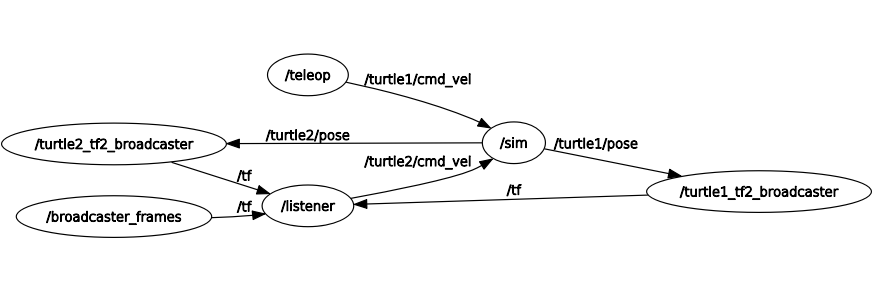 /teleop
/turtle1/cmd_vel
/turtle2_tf2_broadcaster
/turtle2/pose
/sim
/turtle1/pose
/tf
/turtle2/cmd_vel
/turtle1_tf2_broadcaster
/tf
/broadcaster_frames
/tf
/listener